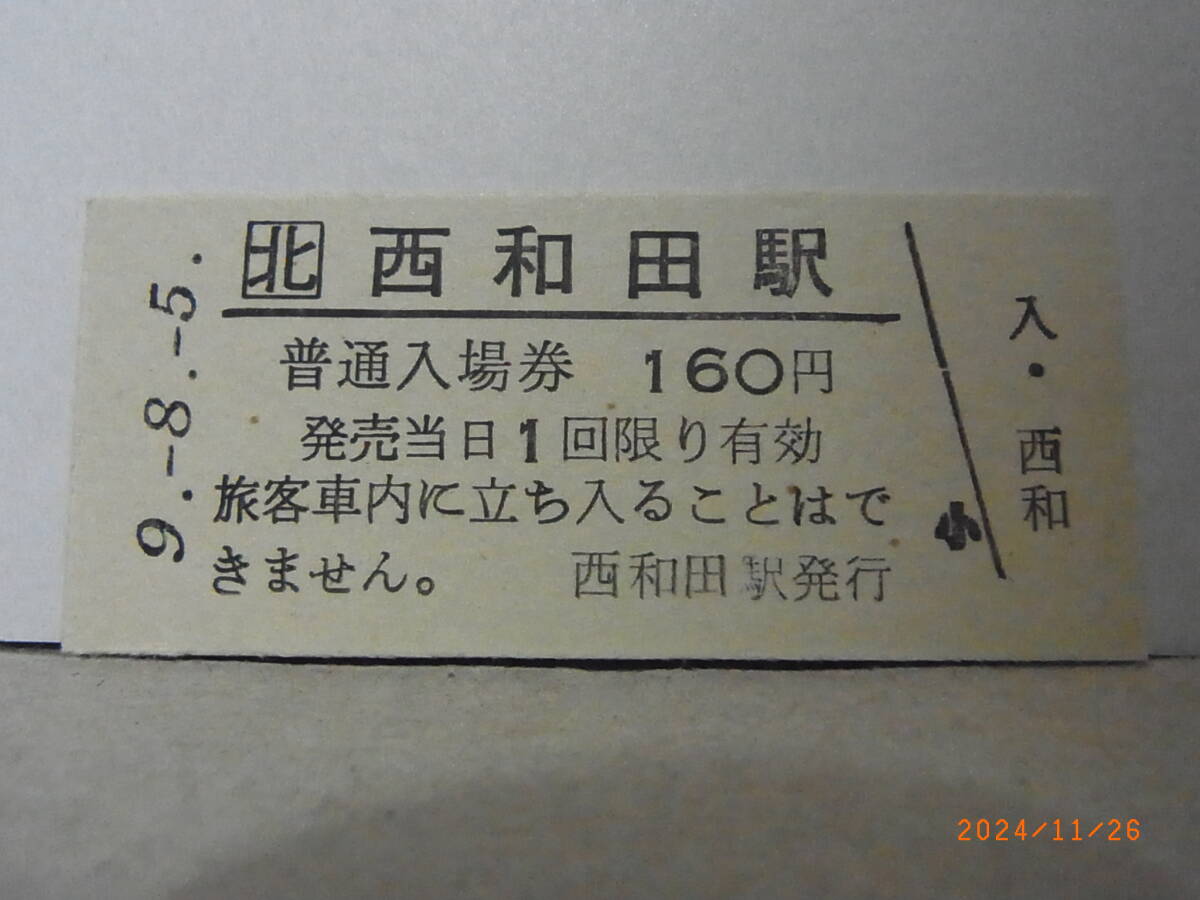 9.-8.-5.
北 西和田駅
普通入場券 160円
発売当日1回限り有効
旅客車内に立ち入ることはで
きません。 西和田駅発行
小
入・西和
2024/11/26